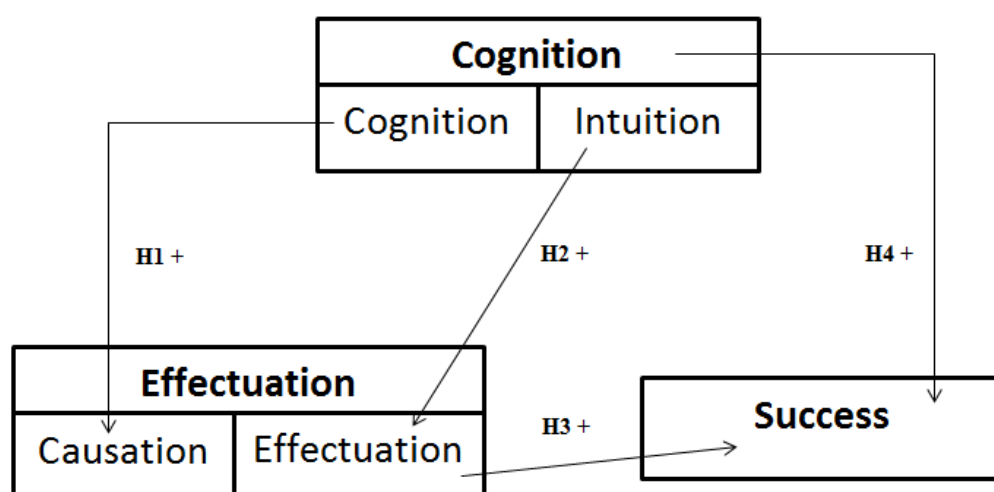 Cognition
Cognition Intuition
H1 + H2 + H4 +
Effectuation
Success
Causation Effectuation
H3 +